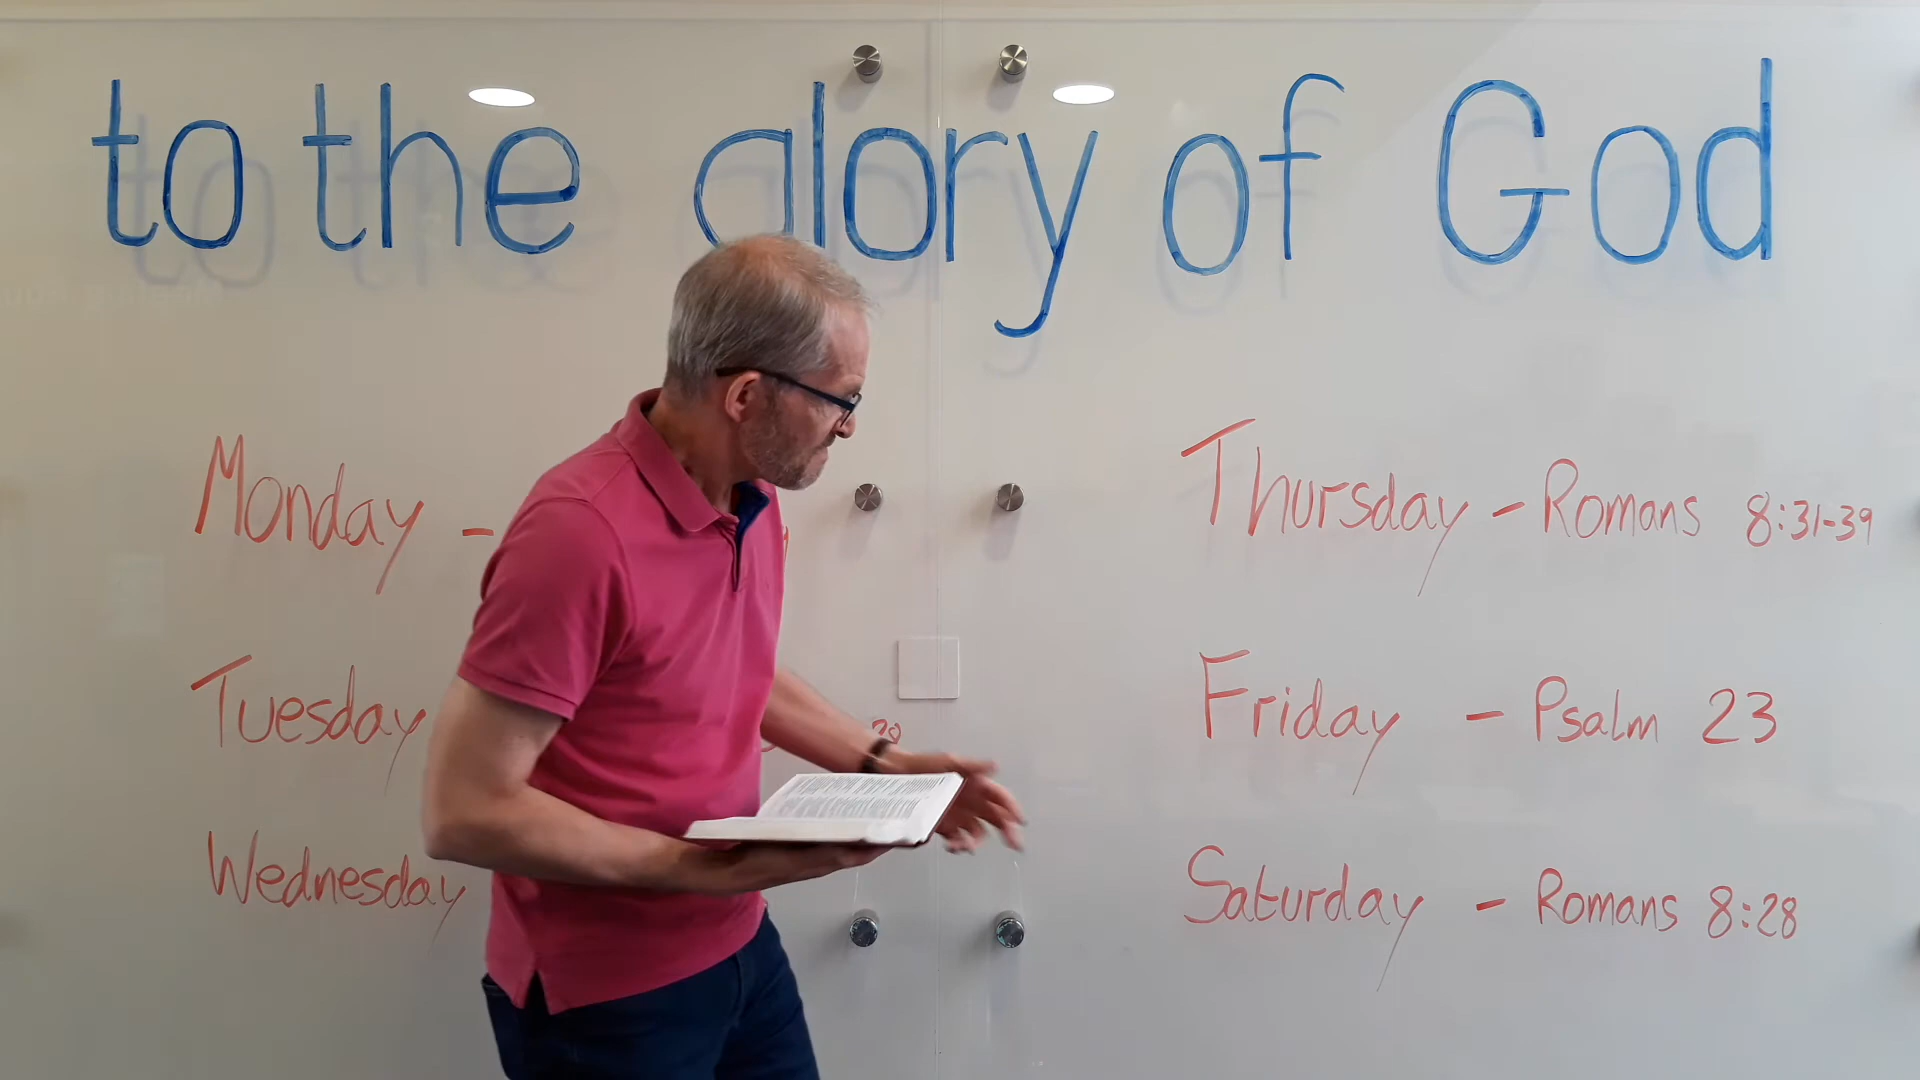 to the glory of God
Monday -
Tuesday
Wednesday
Thursday - Romans 8:31-39
Friday - Psalm 23
Saturday - Romans 8:28